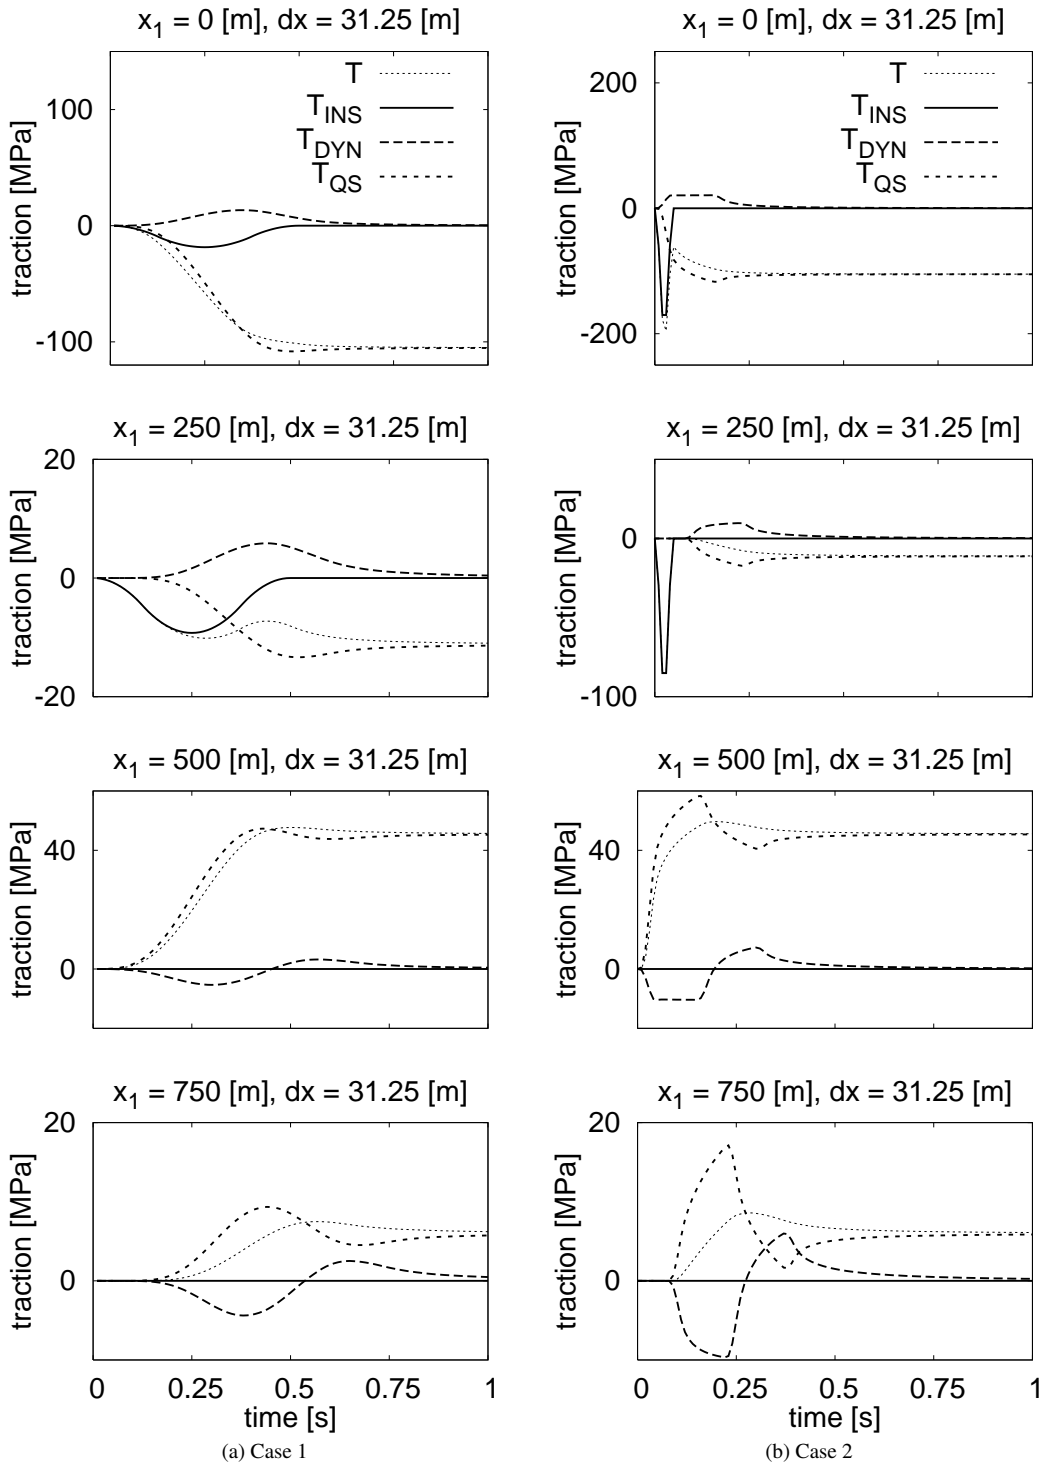 x1 = 0 [m], dx = 31.25 [m]
traction [MPa]
100
0
-100
T
TINS
TDYN
TQS
x1 = 0 [m], dx = 31.25 [m]
traction [MPa]
200
0
-200
T
TINS
TDYN
TQS
x1 = 250 [m], dx = 31.25 [m]
traction [MPa]
20
0
-20
x1 = 250 [m], dx = 31.25 [m]
traction [MPa]
0
-100
x1 = 500 [m], dx = 31.25 [m]
traction [MPa]
40
0
x1 = 500 [m], dx = 31.25 [m]
traction [MPa]
40
0
x1 = 750 [m], dx = 31.25 [m]
traction [MPa]
20
0
0 0.25 0.5 0.75 1
time [s]
(a) Case 1
x1 = 750 [m], dx = 31.25 [m]
traction [MPa]
20
0
0 0.25 0.5 0.75 1
time [s]
(b) Case 2